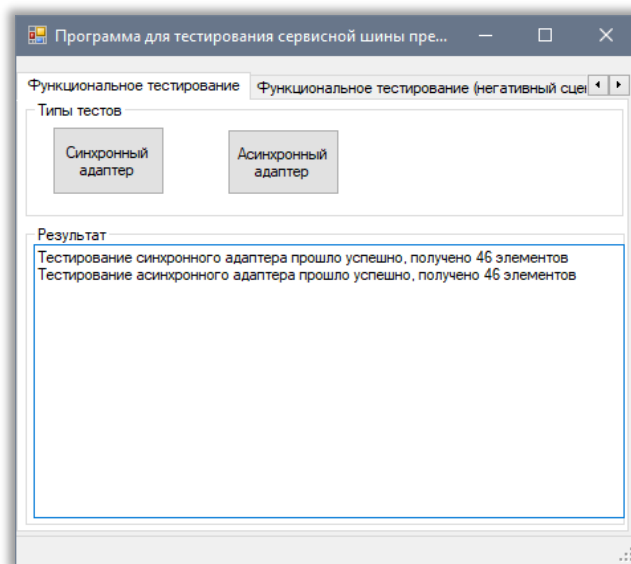 Программа для тестирования сервисной шины пре...
Функциональное тестирование
Функциональное тестирование (негативный сцен
Типы тестов
Синхронный
адаптер
Асинхронный
адаптер
Результат
Тестирование синхронного адаптера прошло успешно, получено 46 элементов
Тестирование асинхронного адаптера прошло успешно, получено 46 элементов